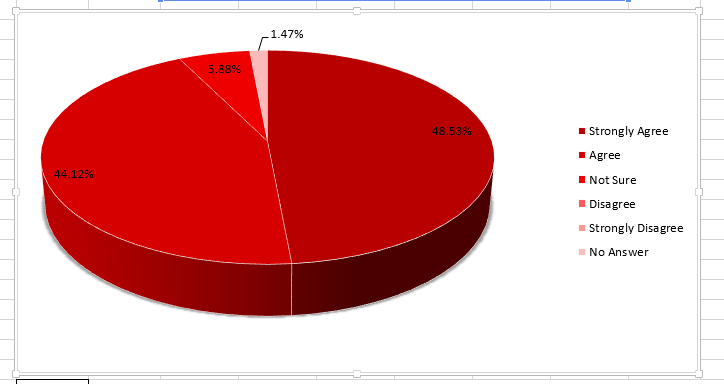 1.47%
5.88%
48.53%
44.12%
Strongly Agree
Agree
Not Sure
Disagree
Strongly Disagree
No Answer